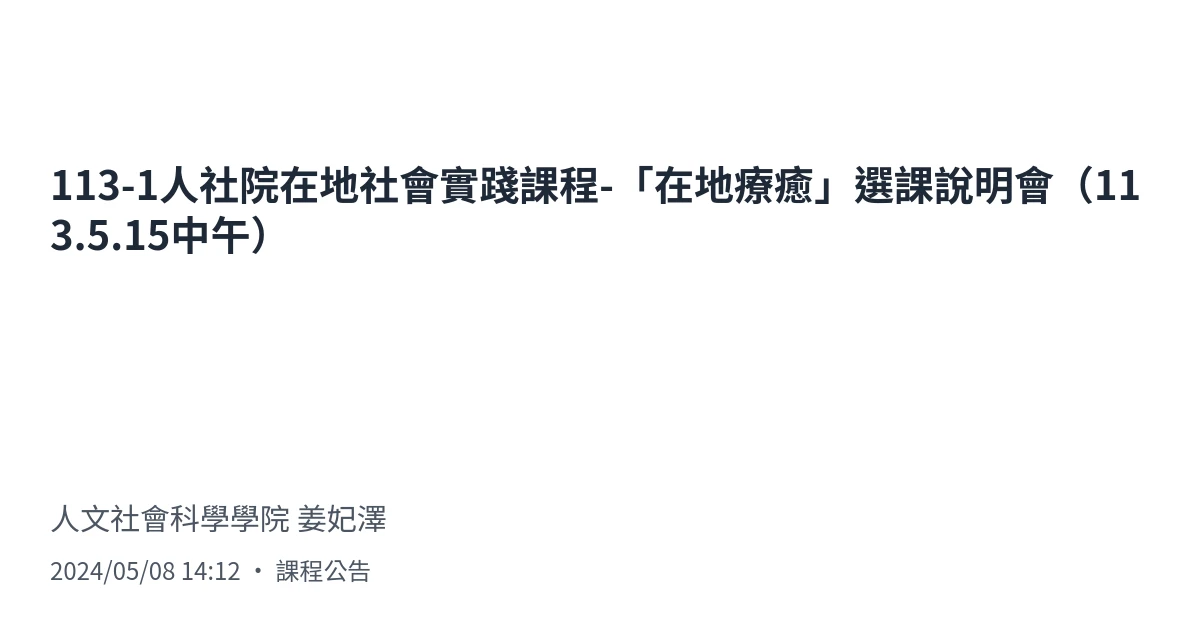 113-1人社院在地社會實踐課程-「在地療癒」選課說明會（11
3.5.15中午）
人文社會科學學院 姜妃澤
2024/05/08 14:12 · 課程公告